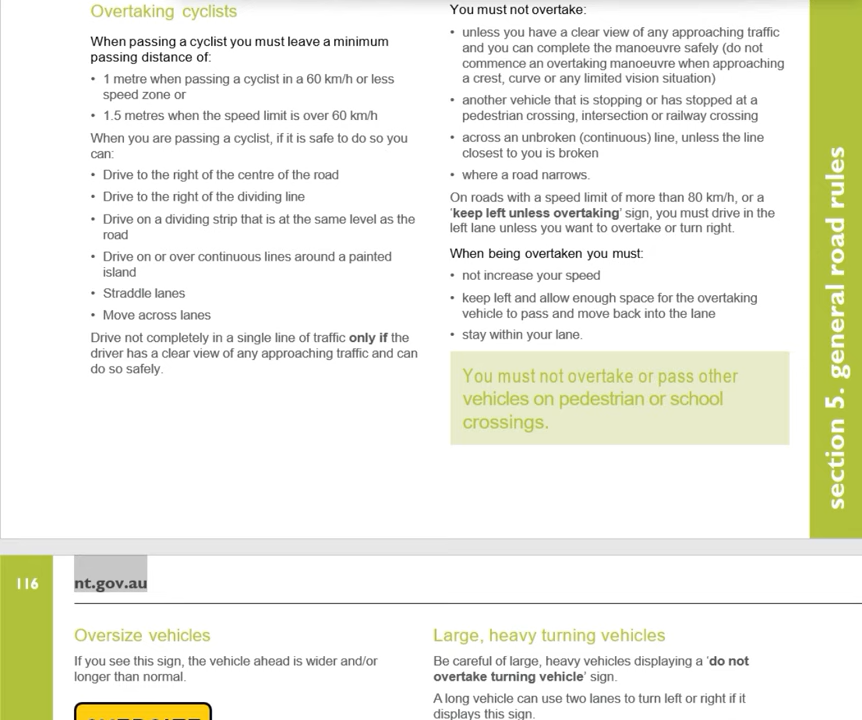 Overtaking cyclists
When passing a cyclist you must leave a minimum
passing distance of:
• 1 metre when passing a cyclist in a 60 km/h or less
speed zone or
• 1.5 metres when the speed limit is over 60 km/h
When you are passing a cyclist, if it is safe to do so you
can:
• Drive to the right of the centre of the road
• Drive to the right of the dividing line
• Drive on a dividing strip that is at the same level as the
road
• Drive on or over continuous lines around a painted
island
• Straddle lanes
• Move across lanes
Drive not completely in a single line of traffic only if the
driver has a clear view of any approaching traffic and can
do so safely.
You must not overtake:
• unless you have a clear view of any approaching traffic
and you can complete the manoeuvre safely (do not
commence an overtaking manoeuvre when approaching
a crest, curve or any limited vision situation)
• another vehicle that is stopping or has stopped at a
pedestrian crossing, intersection or railway crossing
• across an unbroken (continuous) line, unless the line
closest to you is broken
• where a road narrows.
On roads with a speed limit of more than 80 km/h, or a
'keep left unless overtaking' sign, you must drive in the
left lane unless you want to overtake or turn right.
When being overtaken you must:
• not increase your speed
• keep left and allow enough space for the overtaking
vehicle to pass and move back into the lane
• stay within your lane.
You must not overtake or pass other
vehicles on pedestrian or school
crossings.
section 5. general road rules
116
nt.gov.au
Oversize vehicles
If you see this sign, the vehicle ahead is wider and/or
longer than normal.
Large, heavy turning vehicles
Be careful of large, heavy vehicles displaying a 'do not
overtake turning vehicle' sign.
A long vehicle can use two lanes to turn left or right if it
displays this sign.